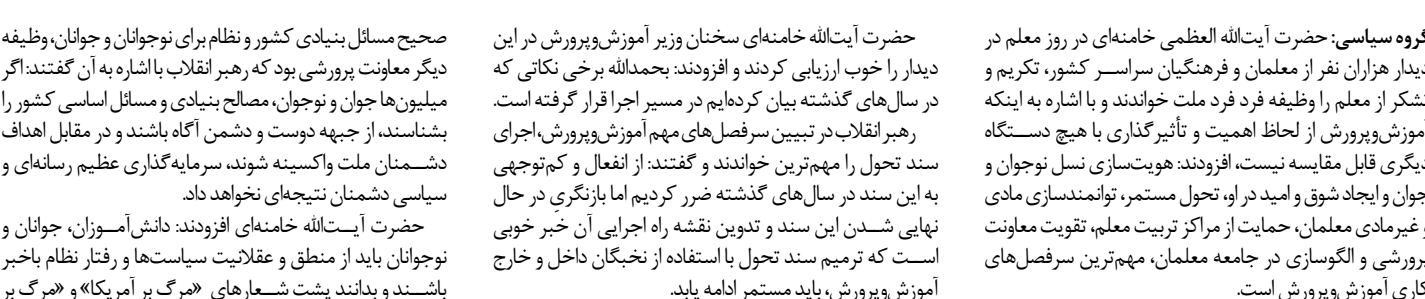 گروه سیاسی: حضرت آیت‌الله العظمی خامنه‌ای در روز معلم در
دیدار هزاران نفر از معلمان و فرهنگیان سراسر کشور، تکریم و
تشکر از معلم را وظیفه فرد فرد ملت خواندند و با اشاره به اینکه
آموزش‌وپرورش از لحاظ اهمیت و تأثیرگذاری با هیچ دستگاه
دیگری قابل مقایسه نیست، افزودند: هویت‌سازی نسل نوجوان و
جوان و ایجاد شوق و امید در او، تحول مستمر، توانمندسازی مادی
و غیرمادی معلمان، حمایت از مراکز تربیت معلم، تقویت معاونت
پرورشی و الگوسازی در جامعه معلمان، مهم‌ترین سرفصل‌های
کاری آموزش‌وپرورش است.
حضرت آیت‌الله خامنه‌ای سخنان وزیر آموزش‌وپرورش در این
دیدار را خوب ارزیابی کردند و افزودند: بحمدالله برخی نکاتی که
در سال‌های گذشته بیان کرده‌ایم در مسیر اجرا قرار گرفته است.
رهبر انقلاب در تبیین سرفصل‌های مهم آموزش‌وپرورش، اجرای
سند تحول را مهم‌ترین خواندند و گفتند: از انفعال و کم‌توجهی
به این سند در سال‌های گذشته ضرر کردیم اما بازنگریِ در حال
نهایی شدن این سند و تدوین نقشه راه اجرایی آن خبر خوبی
است که ترمیم سند تحول با استفاده از نخبگان داخل و خارج
آموزش‌وپرورش، باید مستمر ادامه یابد.
صحیح مسائل بنیادی کشور و نظام برای نوجوانان و جوانان، وظیفه
دیگر معاونت پرورشی بود که رهبر انقلاب با اشاره به آن گفتند: اگر
میلیون‌ها جوان و نوجوان، مصالح بنیادی و مسائل اساسی کشور را
بشناسند، از جبهه دوست و دشمن آگاه باشند و در مقابل اهداف
دشمنان ملت واکسینه شوند، سرمایه‌گذاری عظیم رسانه‌ای و
سیاسی دشمنان نتیجه‌ای نخواهد داد.
حضرت آیت‌الله خامنه‌ای افزودند: دانش‌آموزان، جوانان و
نوجوانان باید از منطق و عقلانیت سیاست‌ها و رفتار نظام باخبر
باشند و بدانند پشت شعارهای «مرگ بر آمریکا» و «مرگ بر